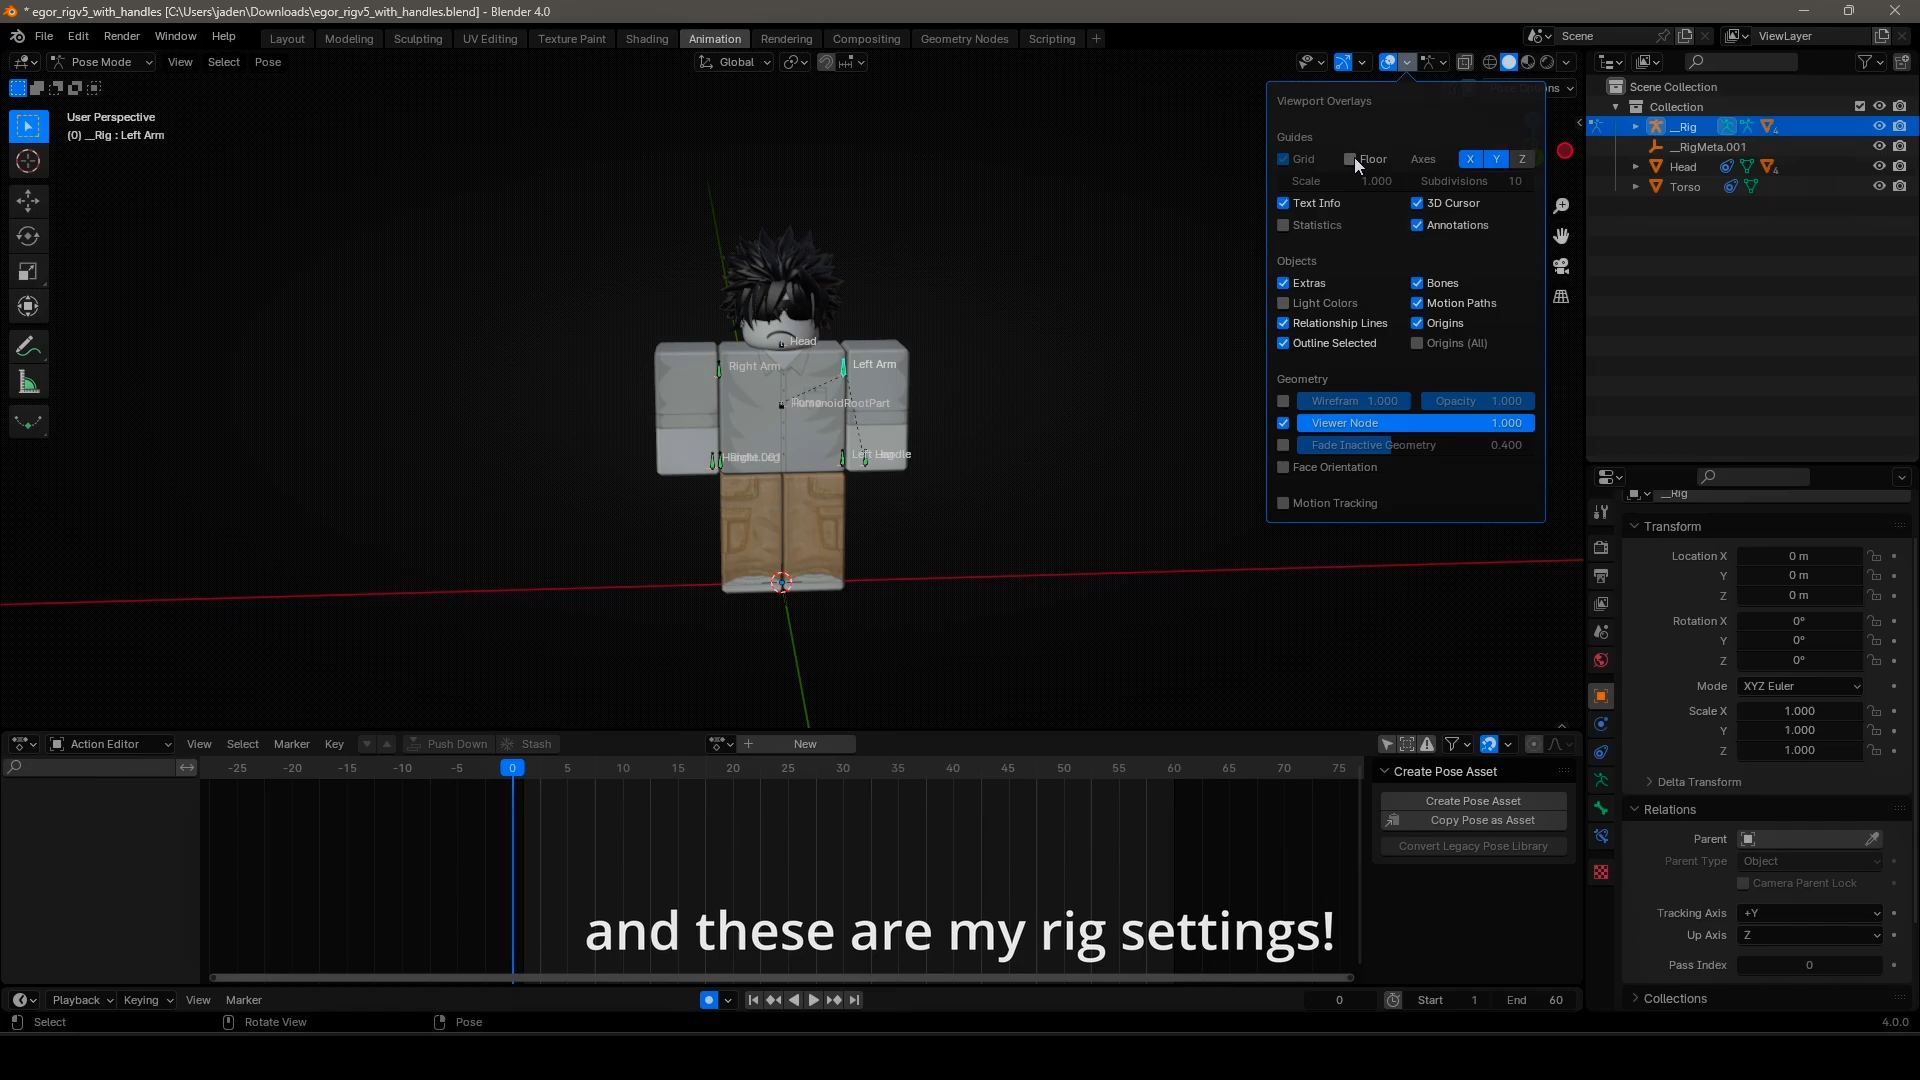 * egor_rigv5_with_handles [C:\Users\jaden\Downloads\egor_rigv5_with_handles.blend] - Blender 4.0
File Edit Render Window Help
Layout Modeling Sculpting UV Editing Texture Paint Shading Animation Rendering Compositing Geometry Nodes Scripting
Scene
ViewLayer
Pose Mode View Select Pose
Global
Pose Options
User Perspective
(0) __Rig : Left Arm
Viewport Overlays
Guides
Grid Floor Axes X Y Z
Scale 1.000 Subdivisions 10
Text Info 3D Cursor
Statistics Annotations
Objects
Extras Bones
Light Colors Motion Paths
Relationship Lines Origins
Outline Selected Origins (All)
Geometry
Wirefram 1.000 Opacity 1.000
Viewer Node 1.000
Fade Inactive Geometry 0.400
Face Orientation
Motion Tracking
Scene Collection
Collection
__Rig
4
__RigMeta.001
Head
4
Torso
Head
Right Arm
Left Arm
__Rig
Transform
Location X 0 m
Y 0 m
Z 0 m
Rotation X 0°
Y 0°
Z 0°
Mode XYZ Euler
Scale X 1.000
Y 1.000
Z 1.000
Delta Transform
Relations
Parent
Parent Type Object
Camera Parent Lock
Tracking Axis +Y
Up Axis Z
Pass Index 0
Collections
Action Editor View Select Marker Key Push Down Stash New
-25 -20 -15 -10 -5 0 5 10 15 20 25 30 35 40 45 50 55 60 65 70 75
Create Pose Asset
Create Pose Asset
Copy Pose as Asset
Convert Legacy Pose Library
and these are my rig settings!
Playback Keying View Marker
0 Start 1 End 60
Select Rotate View Pose
4.0.0